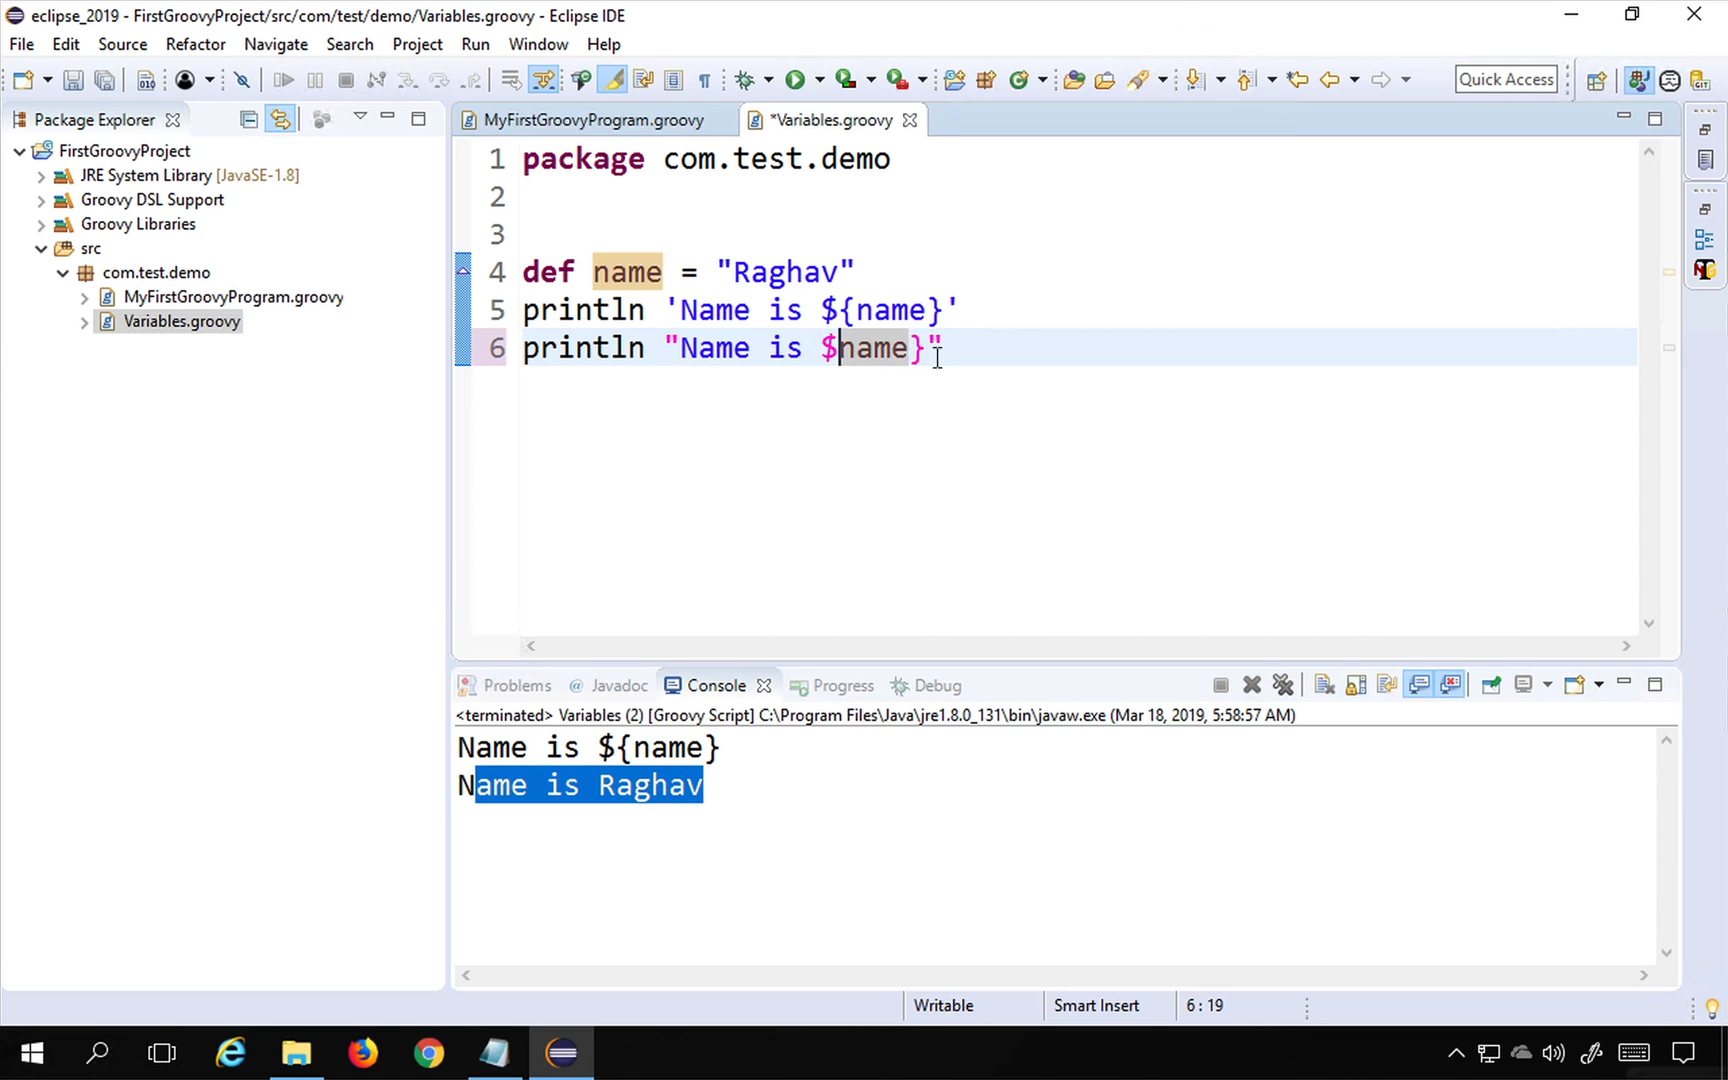 eclipse_2019 - FirstGroovyProject/src/com/test/demo/Variables.groovy - Eclipse IDE
File Edit Source Refactor Navigate Search Project Run Window Help
Quick Access
Package Explorer
FirstGroovyProject
JRE System Library [JavaSE-1.8]
Groovy DSL Support
Groovy Libraries
src
com.test.demo
MyFirstGroovyProgram.groovy
Variables.groovy
MyFirstGroovyProgram.groovy *Variables.groovy
1 package com.test.demo
2
3
4 def name = "Raghav"
5 println 'Name is ${name}'
6 println "Name is $name}"
Problems Javadoc Console Progress Debug
<terminated> Variables (2) [Groovy Script] C:\Program Files\Java\jre1.8.0_131\bin\javaw.exe (Mar 18, 2019, 5:58:57 AM)
Name is ${name}
Name is Raghav
Writable Smart Insert 6 : 19